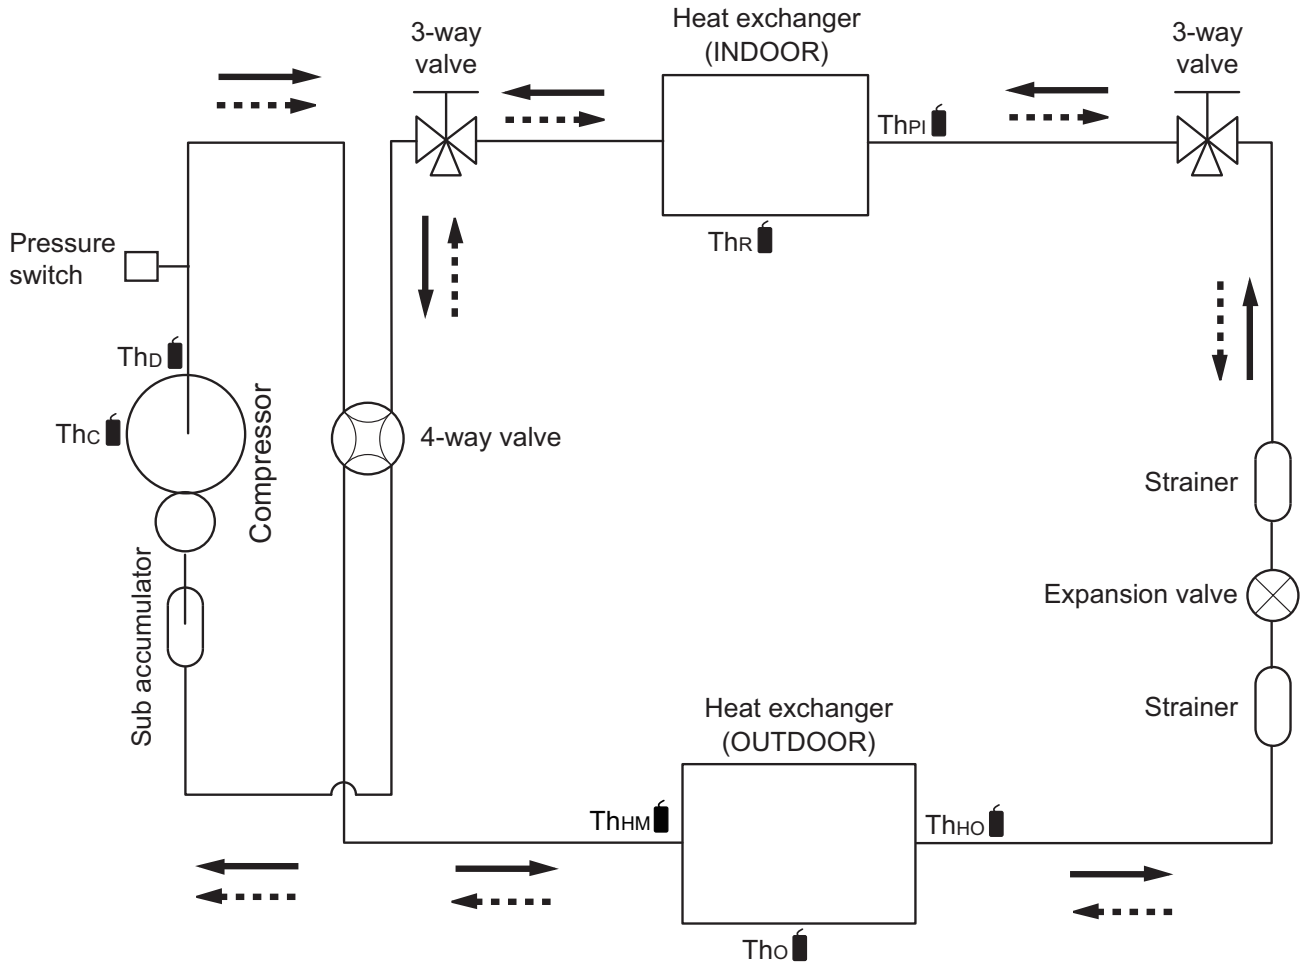 Heat exchanger
(INDOOR)
3-way
valve
3-way
valve
ThPI
ThR
Pressure
switch
ThD
ThC
Compressor
4-way valve
Strainer
Expansion valve
Sub accumulator
Strainer
Heat exchanger
(OUTDOOR)
ThHM
ThHO
ThO